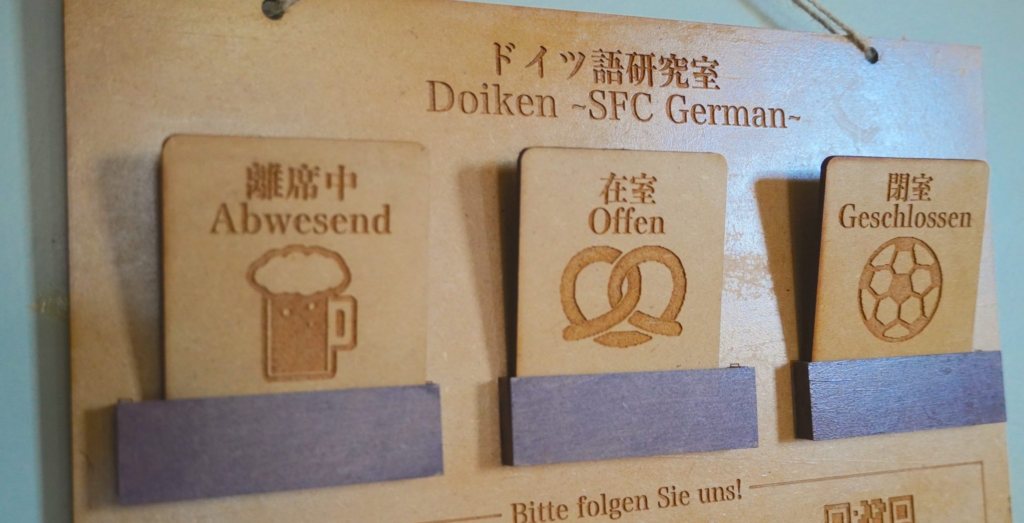 ドイツ語研究室
Doiken ~SFC German~
離席中
Abwesend
在室
Offen
閉室
Geschlossen
Bitte folgen Sie uns!